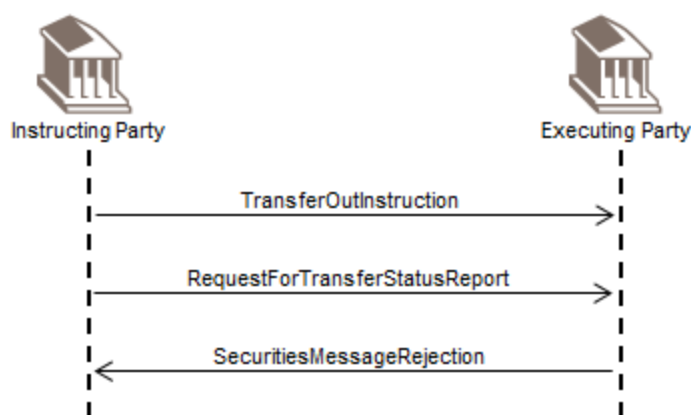 Instructing Party
Executing Party
TransferOutInstruction
RequestForTransferStatusReport
SecuritiesMessageRejection